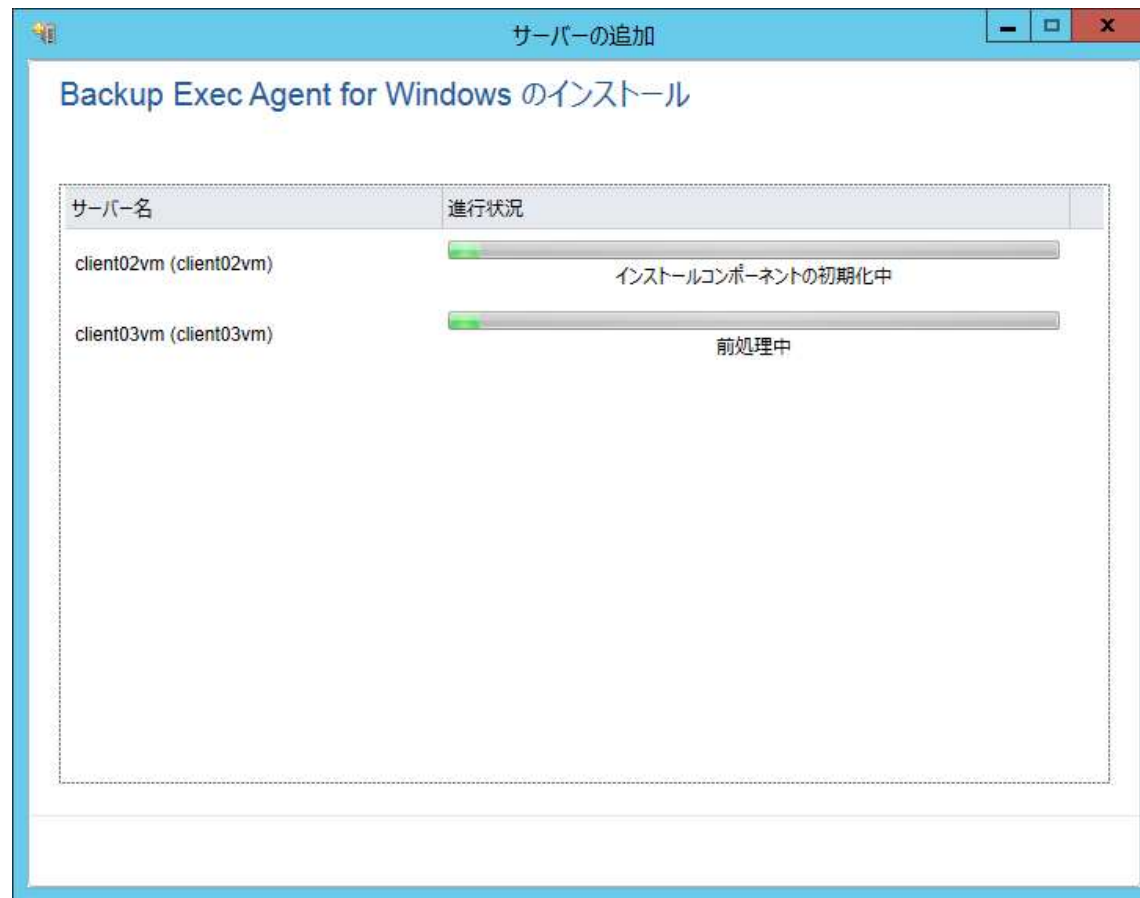 サーバーの追加
Backup Exec Agent for Windows のインストール
サーバー名 進行状況
client02vm (client02vm)
インストールコンポーネントの初期化中
client03vm (client03vm)
前処理中